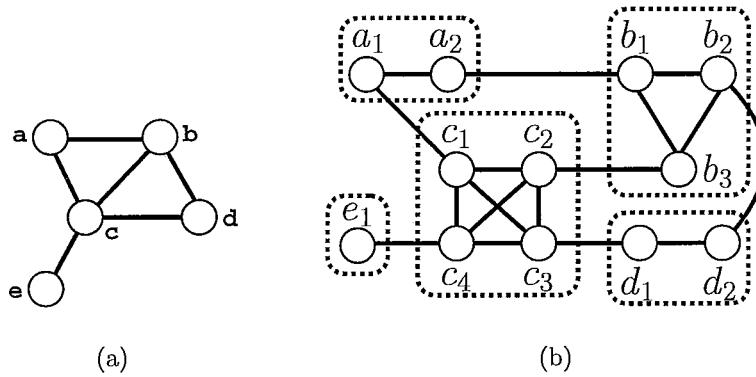 a b
c d
e
(a)
a₁ a₂ b₁ b₂
c₁ c₂ b₃
e₁
c₄ c₃ d₁ d₂
(b)